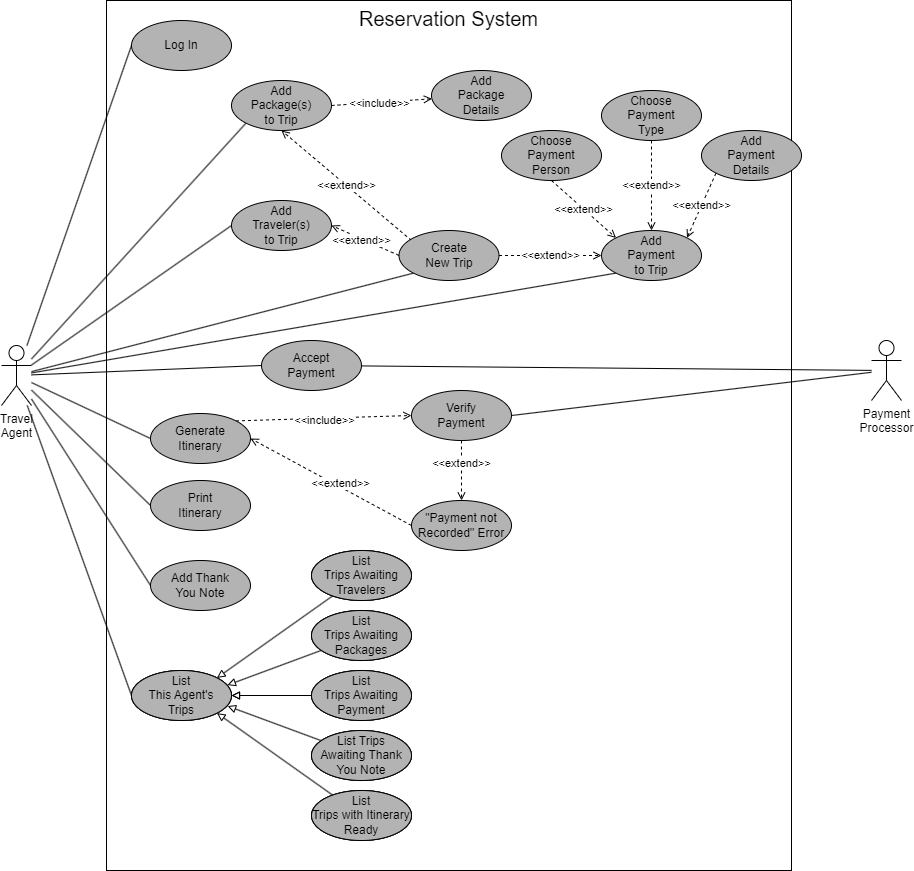 Reservation System
Log In
Add
Package(s)
to Trip
<<include>>
Add
Package
Details
Choose
Payment
Type
Choose
Payment
Person
Add
Payment
Details
<<extend>>
<<extend>>
<<extend>>
<<extend>>
Add
Traveler(s)
to Trip
<<extend>>
Create
New Trip
<<extend>>
Add
Payment
to Trip
Accept
Payment
Travel
Agent
Payment
Processor
Generate
Itinerary
<<include>>
Verify
Payment
<<extend>>
<<extend>>
Print
Itinerary
"Payment not
Recorded" Error
Add Thank
You Note
List
Trips Awaiting
Travelers
List
Trips Awaiting
Packages
List
This Agent's
Trips
List
Trips Awaiting
Payment
List Trips
Awaiting Thank
You Note
List
Trips with Itinerary
Ready